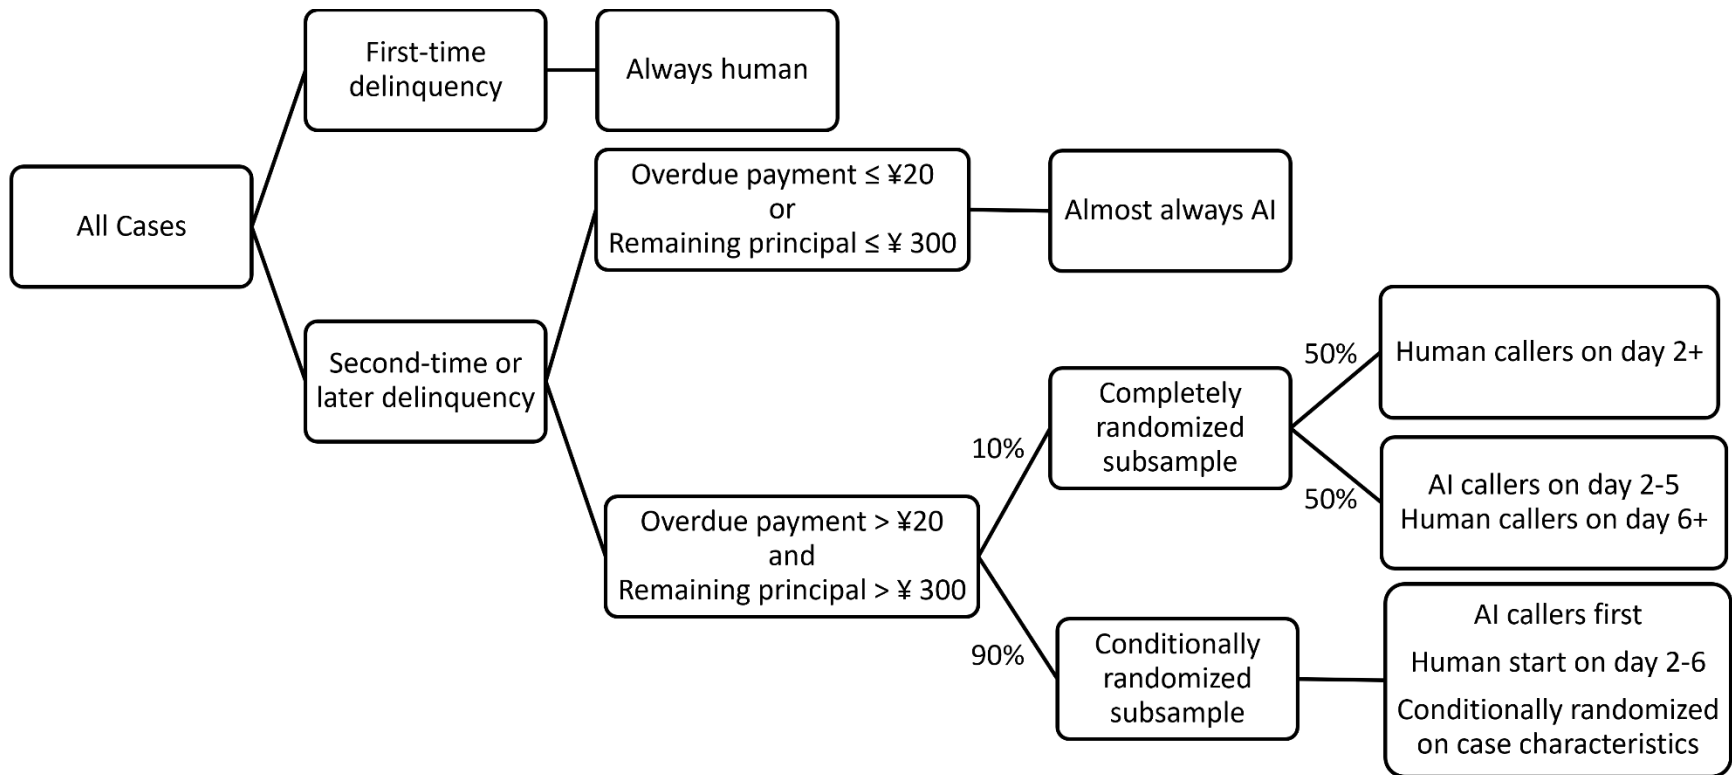 First-time
delinquency
Always human
All Cases
Overdue payment ≤ ¥20
or
Remaining principal ≤ ¥ 300
Almost always AI
Second-time or
later delinquency
Overdue payment > ¥20
and
Remaining principal > ¥ 300
10%
90%
Completely
randomized
subsample
50%
50%
Human callers on day 2+
AI callers on day 2-5
Human callers on day 6+
Conditionally
randomized
subsample
AI callers first
Human start on day 2-6
Conditionally randomized
on case characteristics